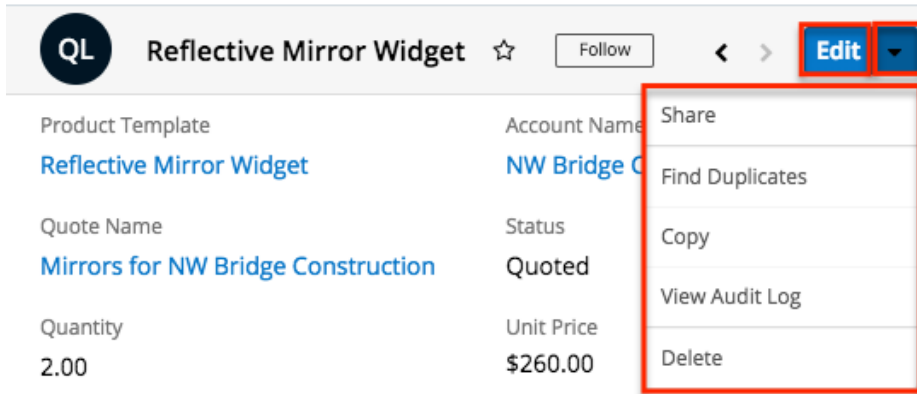 QL Reflective Mirror Widget Follow Edit
Product Template Account Name Share
Reflective Mirror Widget NW Bridge Find Duplicates
Quote Name Status Copy
Mirrors for NW Bridge Construction Quoted View Audit Log
Quantity Unit Price Delete
2.00 $260.00